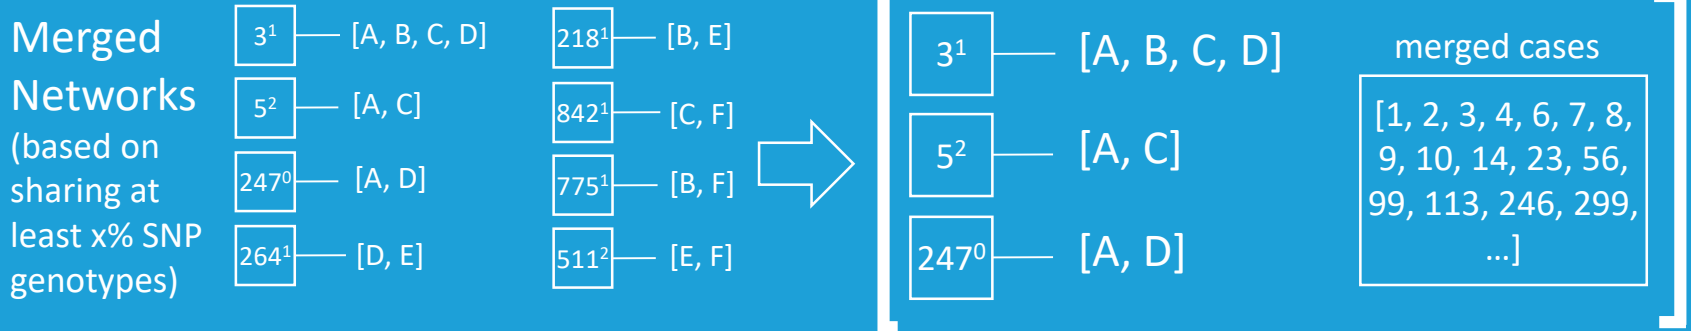 Merged
Networks
(based on
sharing at
least x% SNP
genotypes)
3¹ [A, B, C, D]
5² [A, C]
247⁰ [A, D]
264¹ [D, E]
218¹ [B, E]
842¹ [C, F]
775¹ [B, F]
511² [E, F]
3¹ [A, B, C, D]
5² [A, C]
247⁰ [A, D]
merged cases
[1, 2, 3, 4, 6, 7, 8,
9, 10, 14, 23, 56,
99, 113, 246, 299,
...]